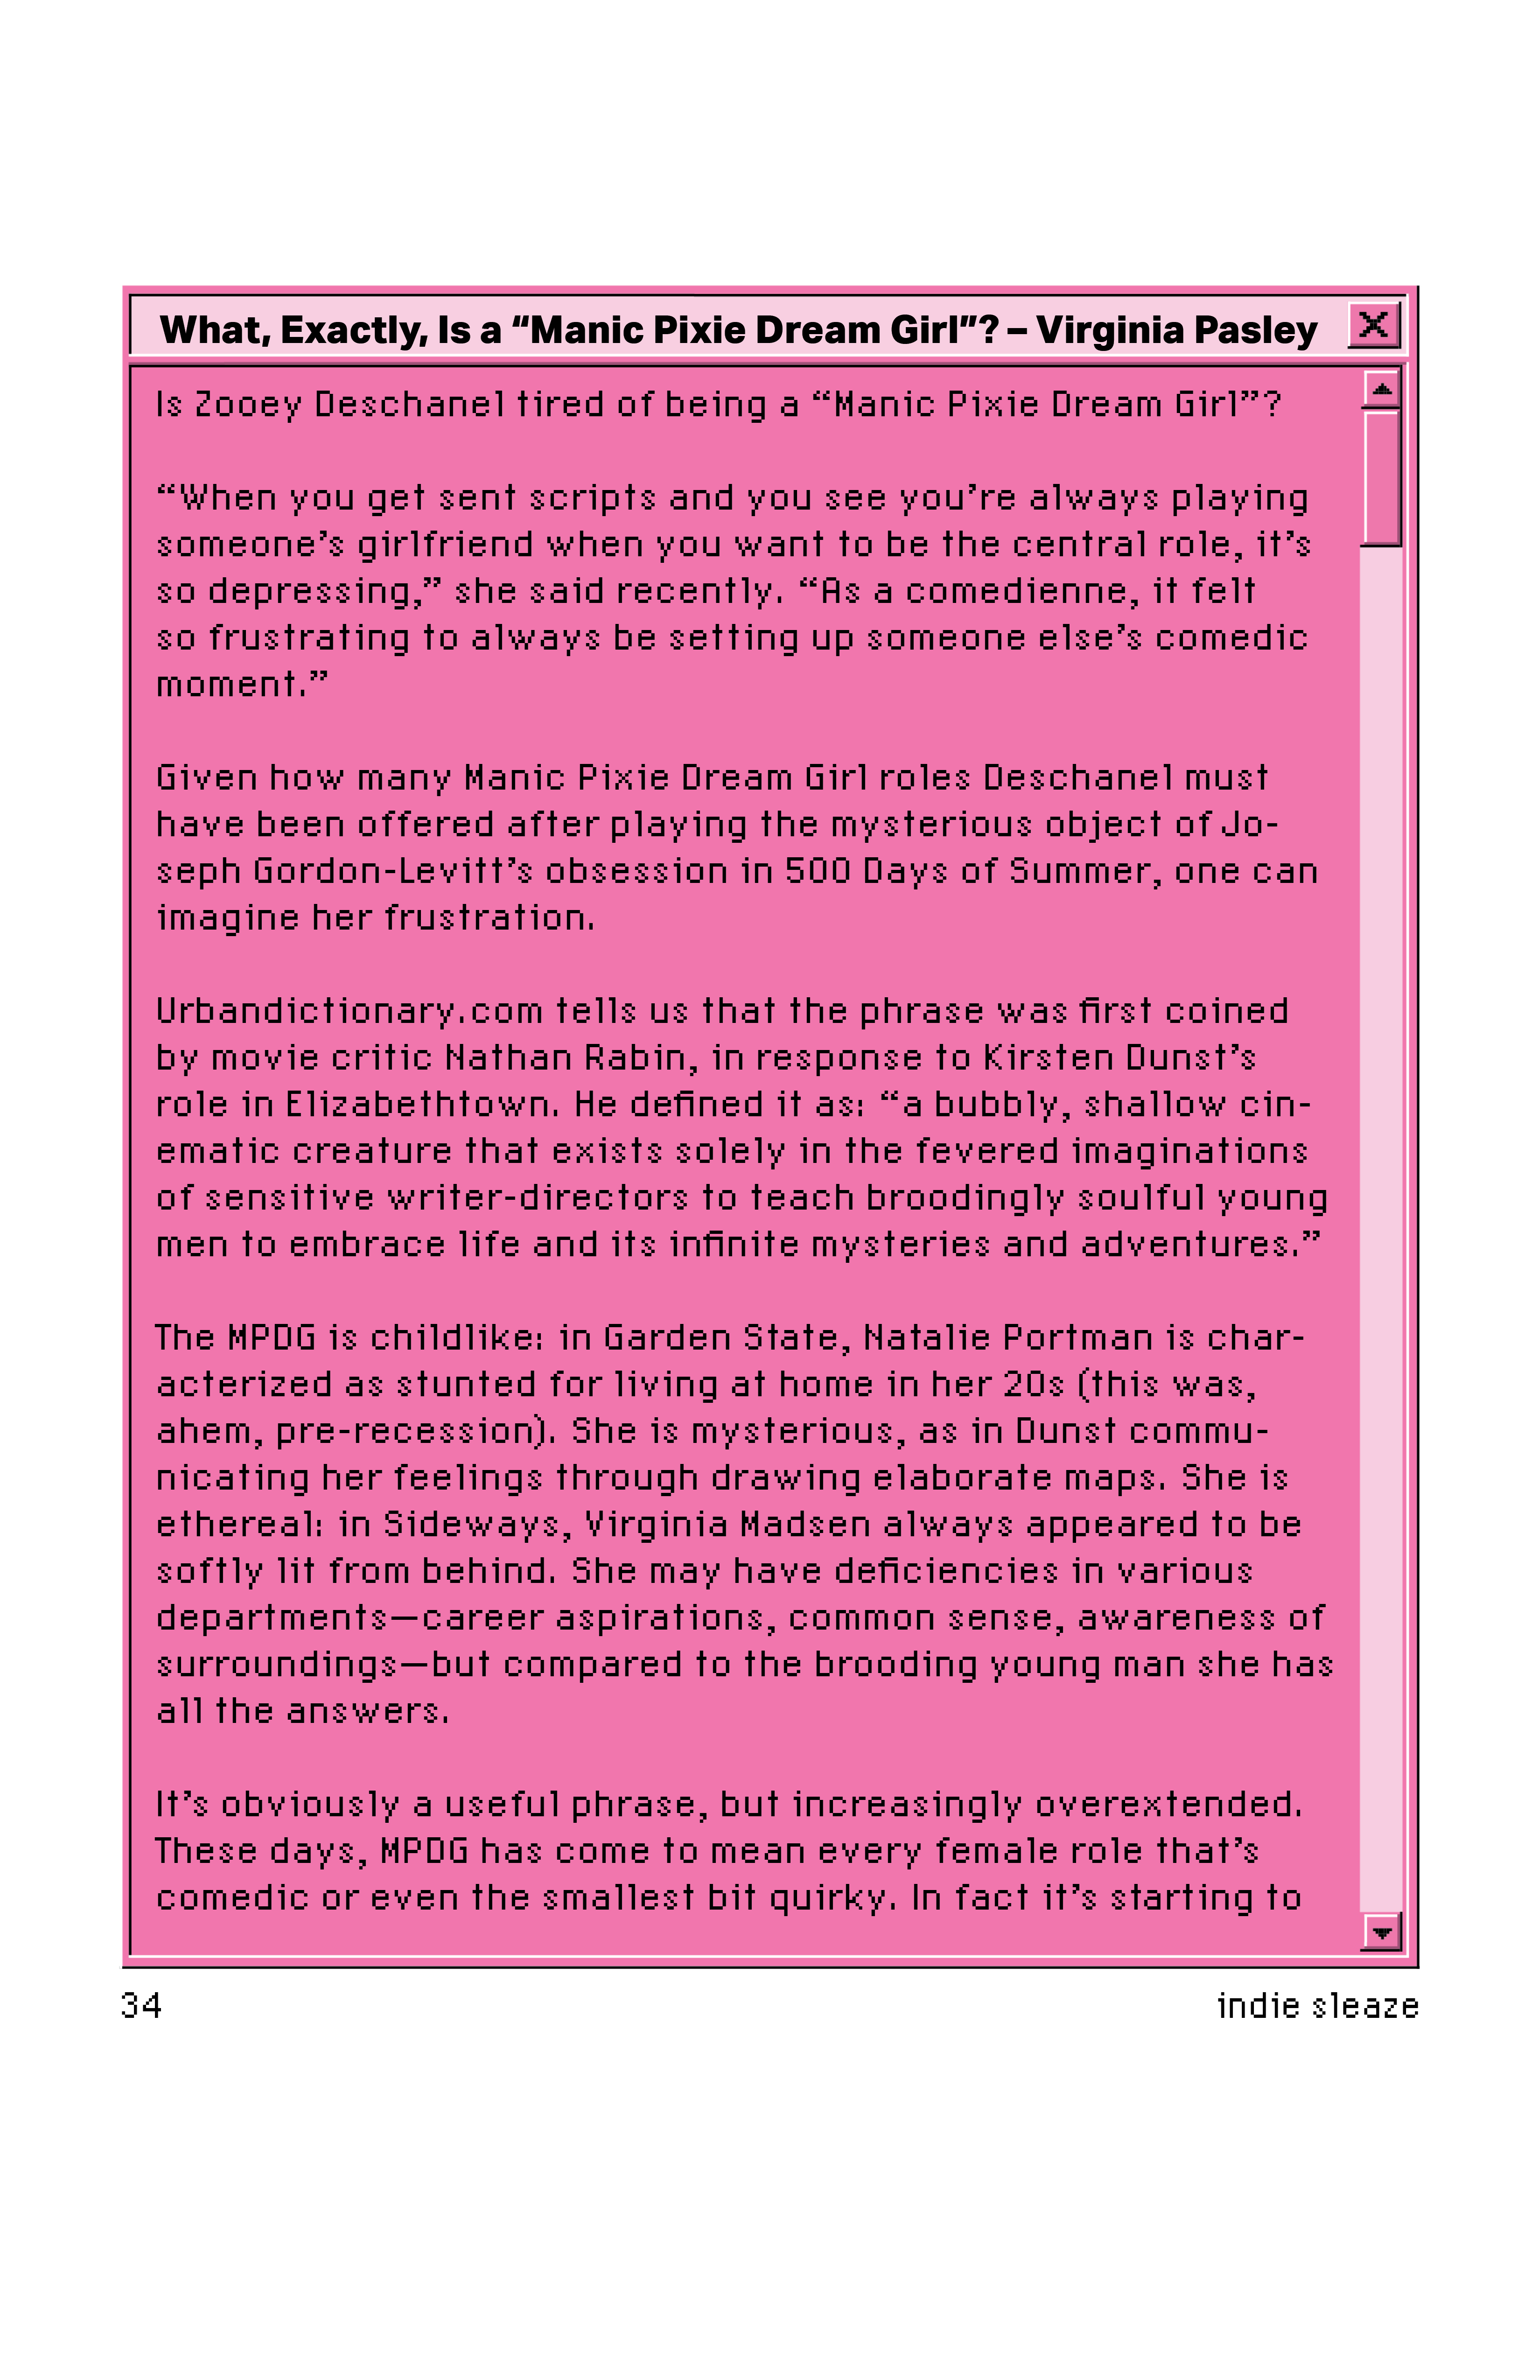 What, Exactly, Is a “Manic Pixie Dream Girl”? – Virginia Pasley
Is Zooey Deschanel tired of being a “Manic Pixie Dream Girl”?
“When you get sent scripts and you see you’re always playing
someone’s girlfriend when you want to be the central role, it’s
so depressing,” she said recently. “As a comedienne, it felt
so frustrating to always be setting up someone else’s comedic
moment.”
Given how many Manic Pixie Dream Girl roles Deschanel must
have been offered after playing the mysterious object of Jo-
seph Gordon-Levitt’s obsession in 500 Days of Summer, one can
imagine her frustration.
Urbandictionary.com tells us that the phrase was first coined
by movie critic Nathan Rabin, in response to Kirsten Dunst’s
role in Elizabethtown. He defined it as: “a bubbly, shallow cin-
ematic creature that exists solely in the fevered imaginations
of sensitive writer-directors to teach broodingly soulful young
men to embrace life and its infinite mysteries and adventures.”
The MPDG is childlike: in Garden State, Natalie Portman is char-
acterized as stunted for living at home in her 20s (this was,
ahem, pre-recession). She is mysterious, as in Dunst commu-
nicating her feelings through drawing elaborate maps. She is
ethereal: in Sideways, Virginia Madsen always appeared to be
softly lit from behind. She may have deficiencies in various
departments—career aspirations, common sense, awareness of
surroundings—but compared to the brooding young man she has
all the answers.
It’s obviously a useful phrase, but increasingly overextended.
These days, MPDG has come to mean every female role that’s
comedic or even the smallest bit quirky. In fact it’s starting to
34
indie sleaze